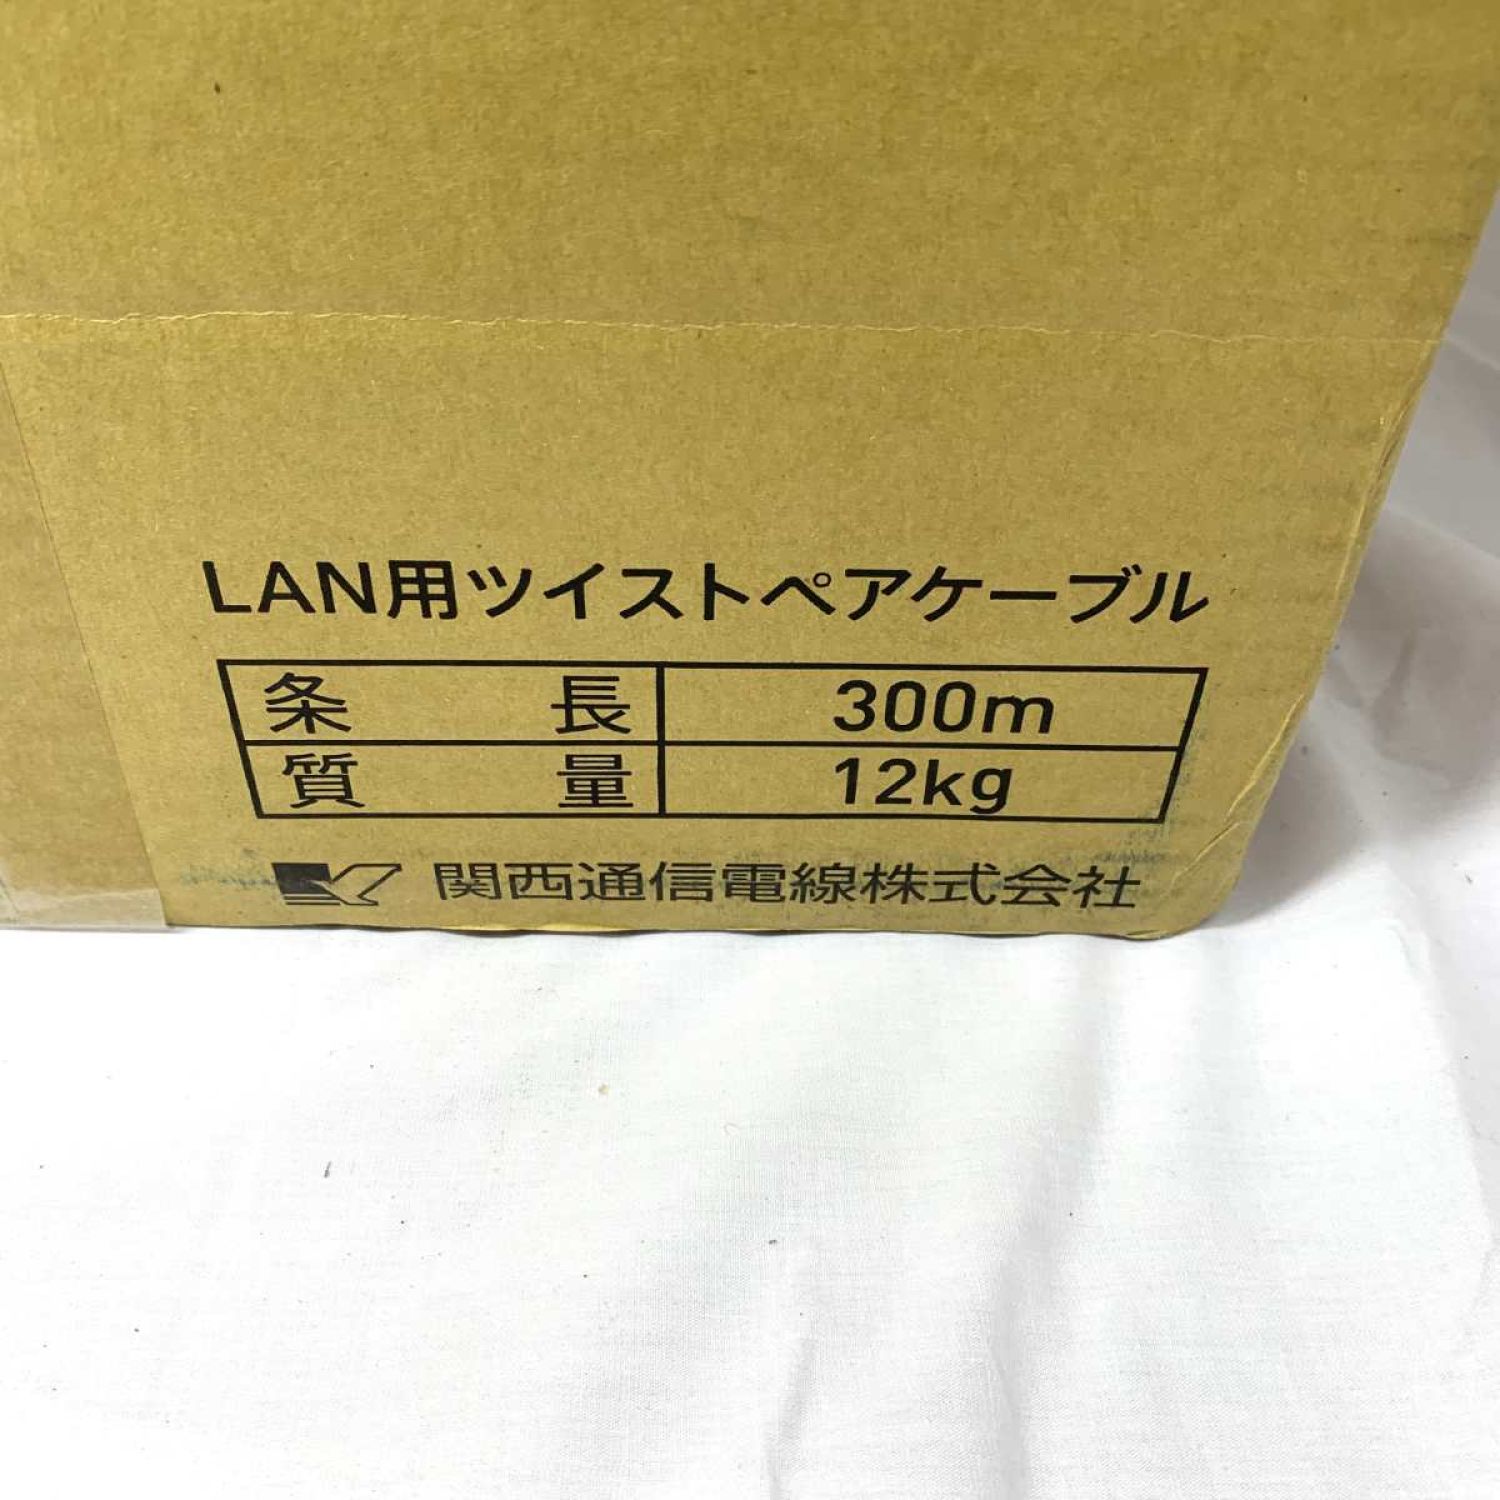 LAN用ツイストペアケーブル
条長 300m
質量 12kg
関西通信電線株式会社